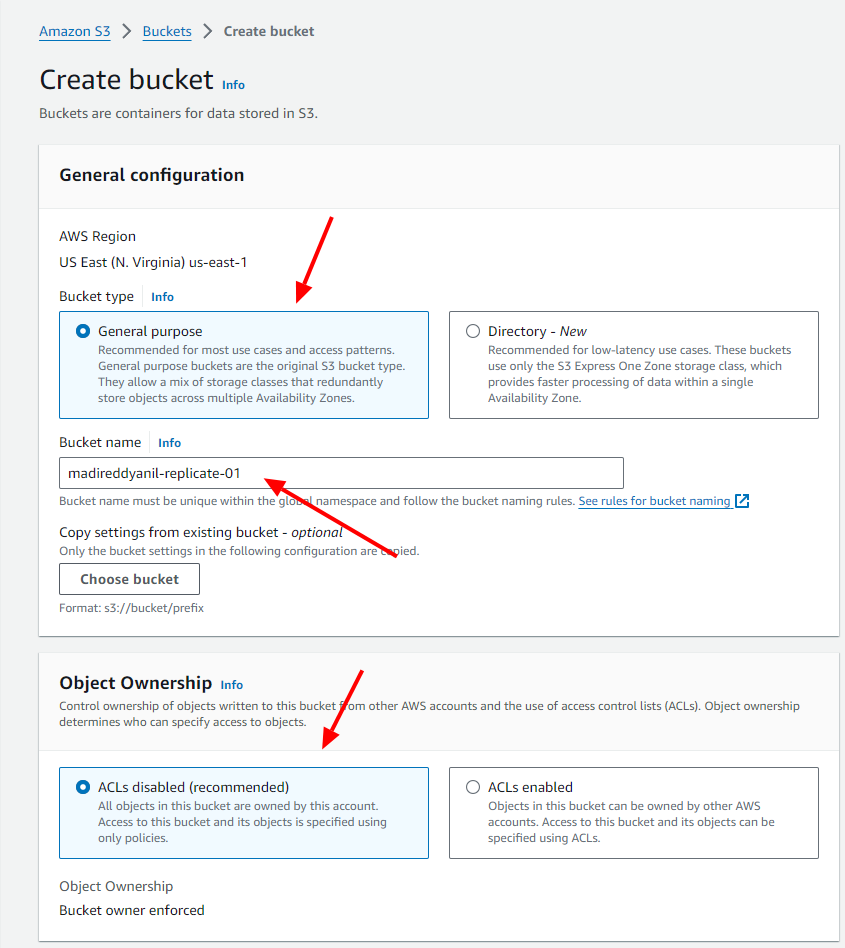 Amazon S3 > Buckets > Create bucket
Create bucket Info
Buckets are containers for data stored in S3.
General configuration
AWS Region
US East (N. Virginia) us-east-1
Bucket type Info
General purpose
Recommended for most use cases and access patterns.
General purpose buckets are the original S3 bucket type.
They allow a mix of storage classes that redundantly
store objects across multiple Availability Zones.
Directory - New
Recommended for low-latency use cases. These buckets
use only the S3 Express One Zone storage class, which
provides faster processing of data within a single
Availability Zone.
Bucket name Info
madireddyanil-replicate-01
Bucket name must be unique within the global namespace and follow the bucket naming rules. See rules for bucket naming
Copy settings from existing bucket - optional
Only the bucket settings in the following configuration are copied.
Choose bucket
Format: s3://bucket/prefix
Object Ownership Info
Control ownership of objects written to this bucket from other AWS accounts and the use of access control lists (ACLs). Object ownership
determines who can specify access to objects.
ACLs disabled (recommended)
All objects in this bucket are owned by this account.
Access to this bucket and its objects is specified using
only policies.
ACLs enabled
Objects in this bucket can be owned by other AWS
accounts. Access to this bucket and its objects can be
specified using ACLs.
Object Ownership
Bucket owner enforced